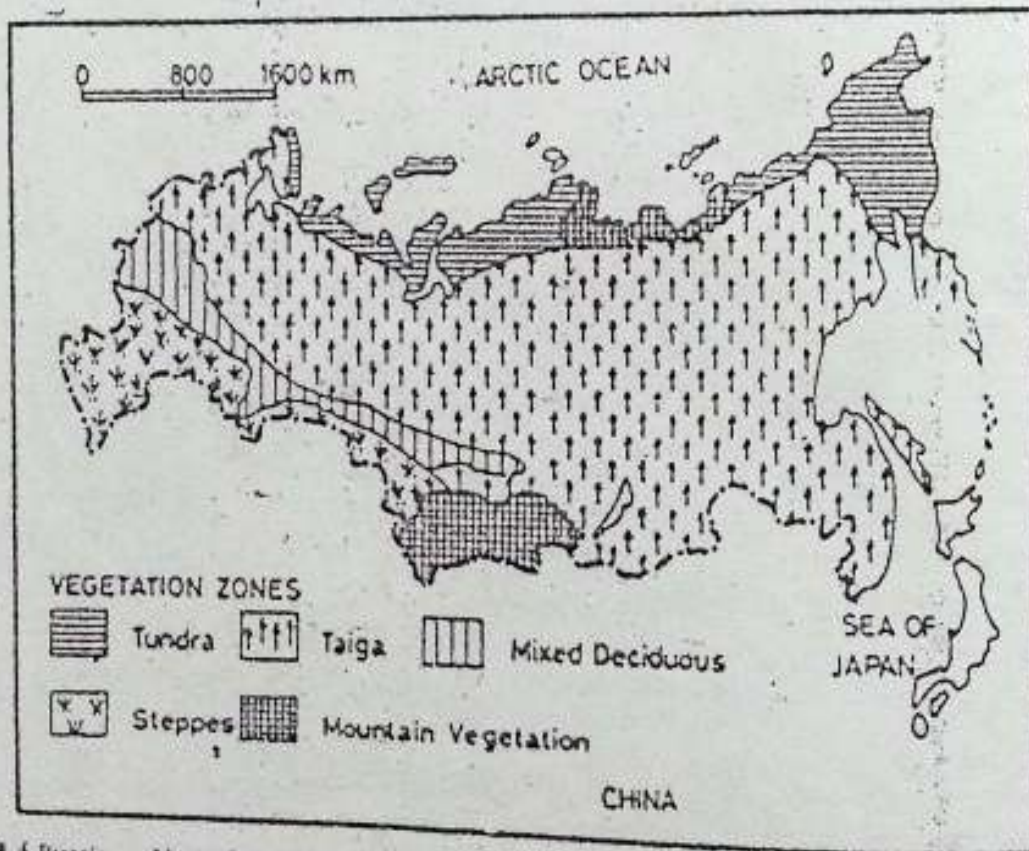 0 800 1600 km
ARCTIC OCEAN
VEGETATION ZONES
Tundra Taiga Mixed Deciduous
Steppes Mountain Vegetation
SEA OF
JAPAN
CHINA